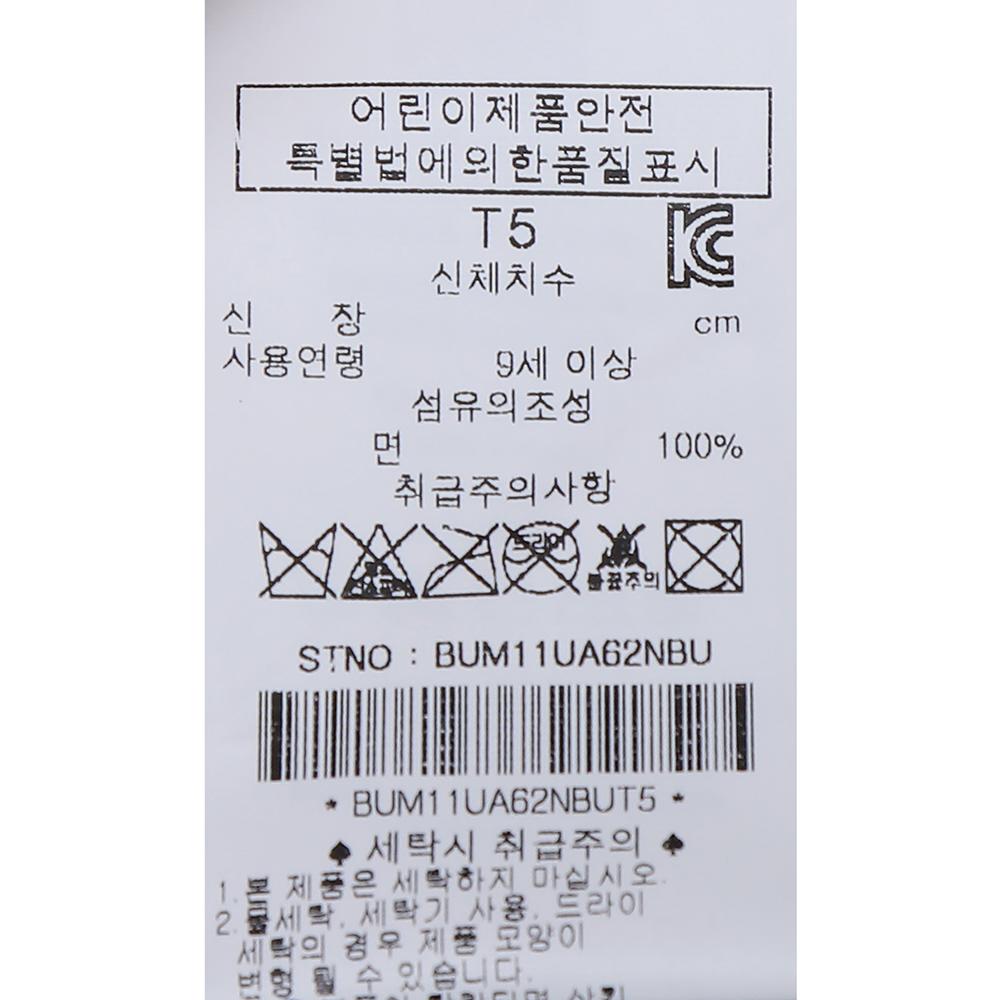 어린이제품안전
특별법에의한품질표시
T5
신체치수
신 장 cm
사용연령 9세 이상
섬유의조성
면 100%
취급주의사항
드라이
불꽃주의
STNO : BUM11UA62NBU
* BUM11UA62NBUT5 *
♠ 세탁시 취급주의 ♠
1. 본 제품은 세탁하지 마십시오.
2. 물세탁, 세탁기 사용, 드라이
세탁의 경우 제품 모양이
변형 될 수 있습니다.